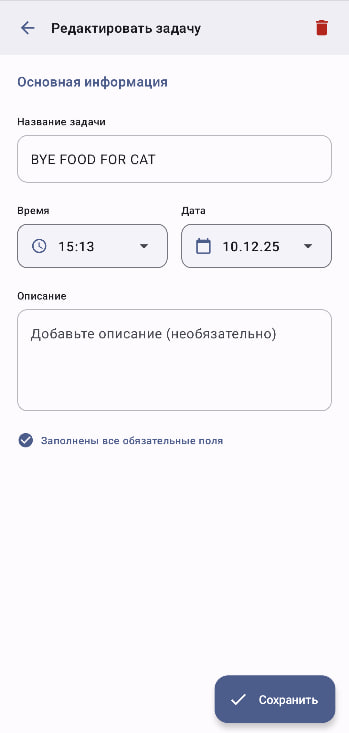 Редактировать задачу
Основная информация
Название задачи
BYE FOOD FOR CAT
Время
Дата
15:13
10.12.25
Описание
Добавьте описание (необязательно)
Заполнены все обязательные поля
Сохранить